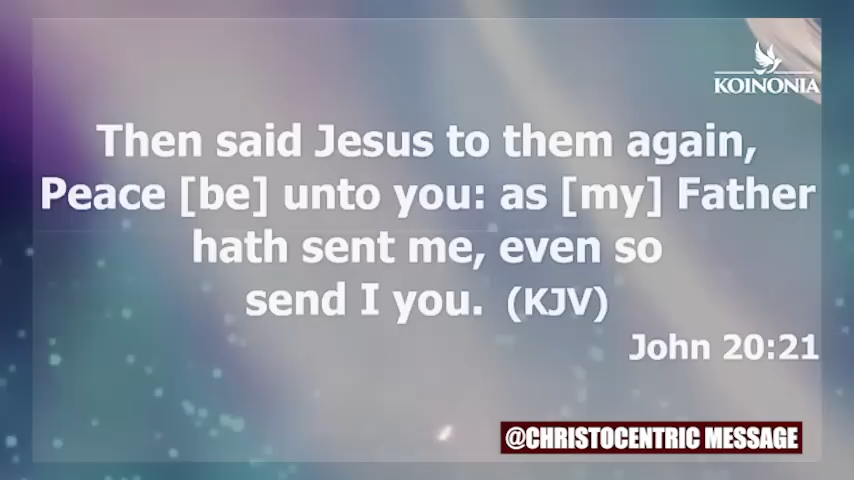 KOINONIA
Then said Jesus to them again,
Peace [be] unto you: as [my] Father
hath sent me, even so
send I you. (KJV)
John 20:21
@CHRISTOCENTRIC MESSAGE